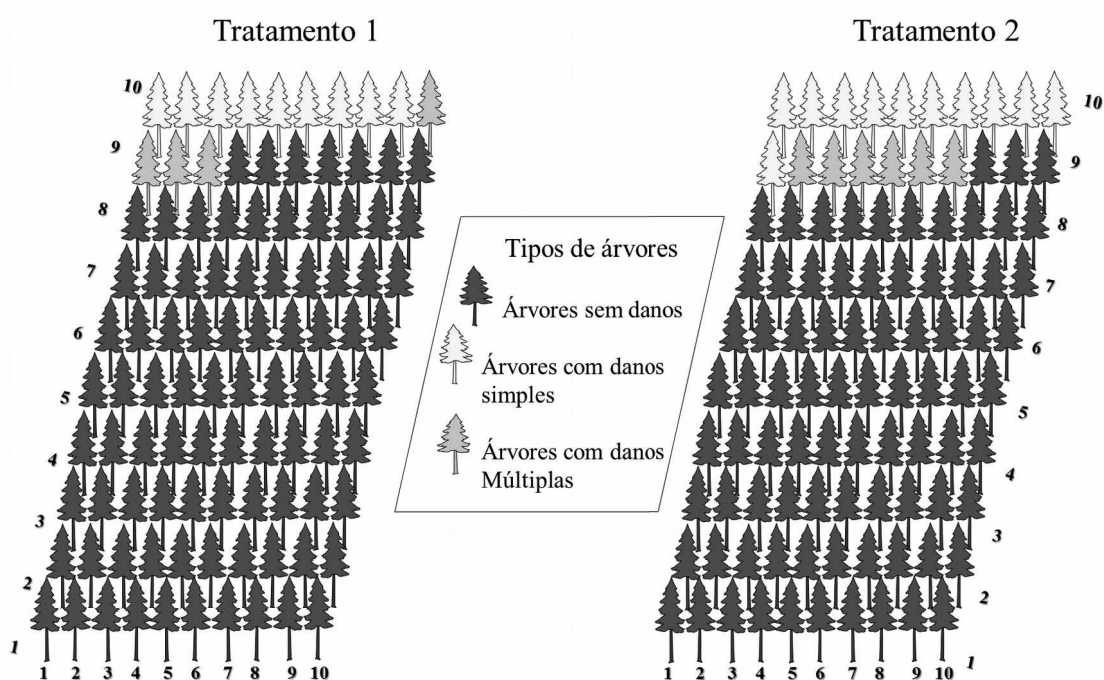 Tratamento 1
Tratamento 2
10
9
8
7
6
5
4
3
2
1
1 2 3 4 5 6 7 8 9 10
Tipos de árvores
Árvores sem danos
Árvores com danos
simples
Árvores com danos
Múltiplas
10
9
8
7
6
5
4
3
2
1
1 2 3 4 5 6 7 8 9 10